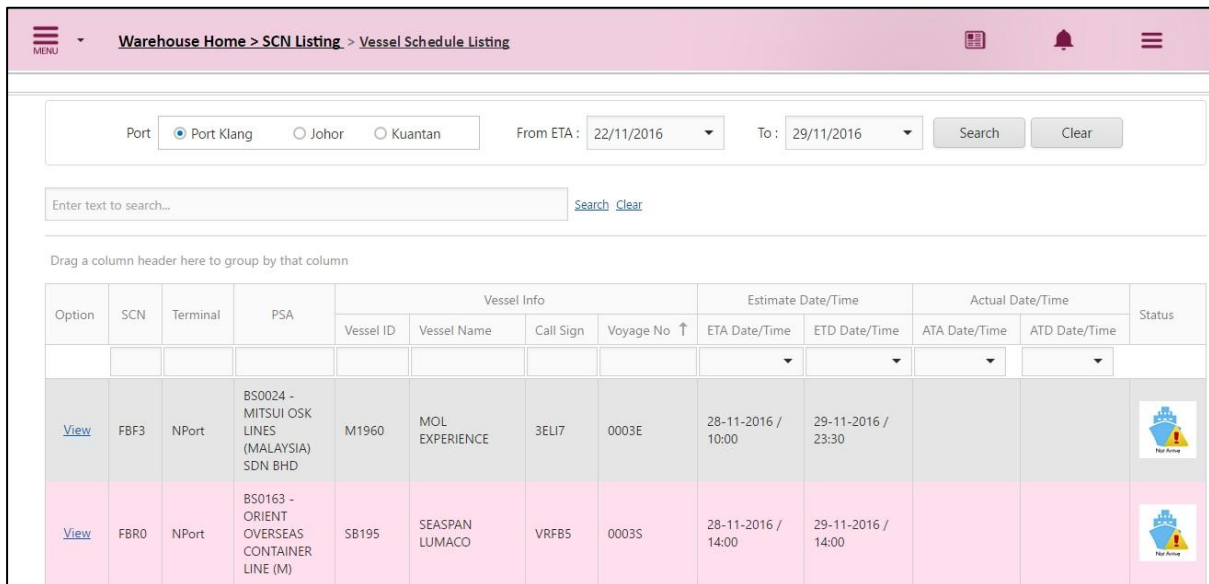 MENU
Warehouse Home > SCN Listing > Vessel Schedule Listing
Port Port Klang Johor Kuantan From ETA : 22/11/2016 To : 29/11/2016 Search Clear
Enter text to search... Search Clear
Drag a column header here to group by that column
Option SCN Terminal PSA Vessel Info Estimate Date/Time Actual Date/Time Status
Vessel ID Vessel Name Call Sign Voyage No ↑ ETA Date/Time ETD Date/Time ATA Date/Time ATD Date/Time
View FBF3 NPort BS0024 -
MITSUI OSK
LINES
(MALAYSIA)
SDN BHD
M1960 MOL
EXPERIENCE
3ELI7 0003E 28-11-2016 /
10:00
29-11-2016 /
23:30
Not Arrive
View FBR0 NPort BS0163 -
ORIENT
OVERSEAS
CONTAINER
LINE (M)
SB195 SEASPAN
LUMACO
VRFB5 0003S 28-11-2016 /
14:00
29-11-2016 /
14:00
Not Arrive